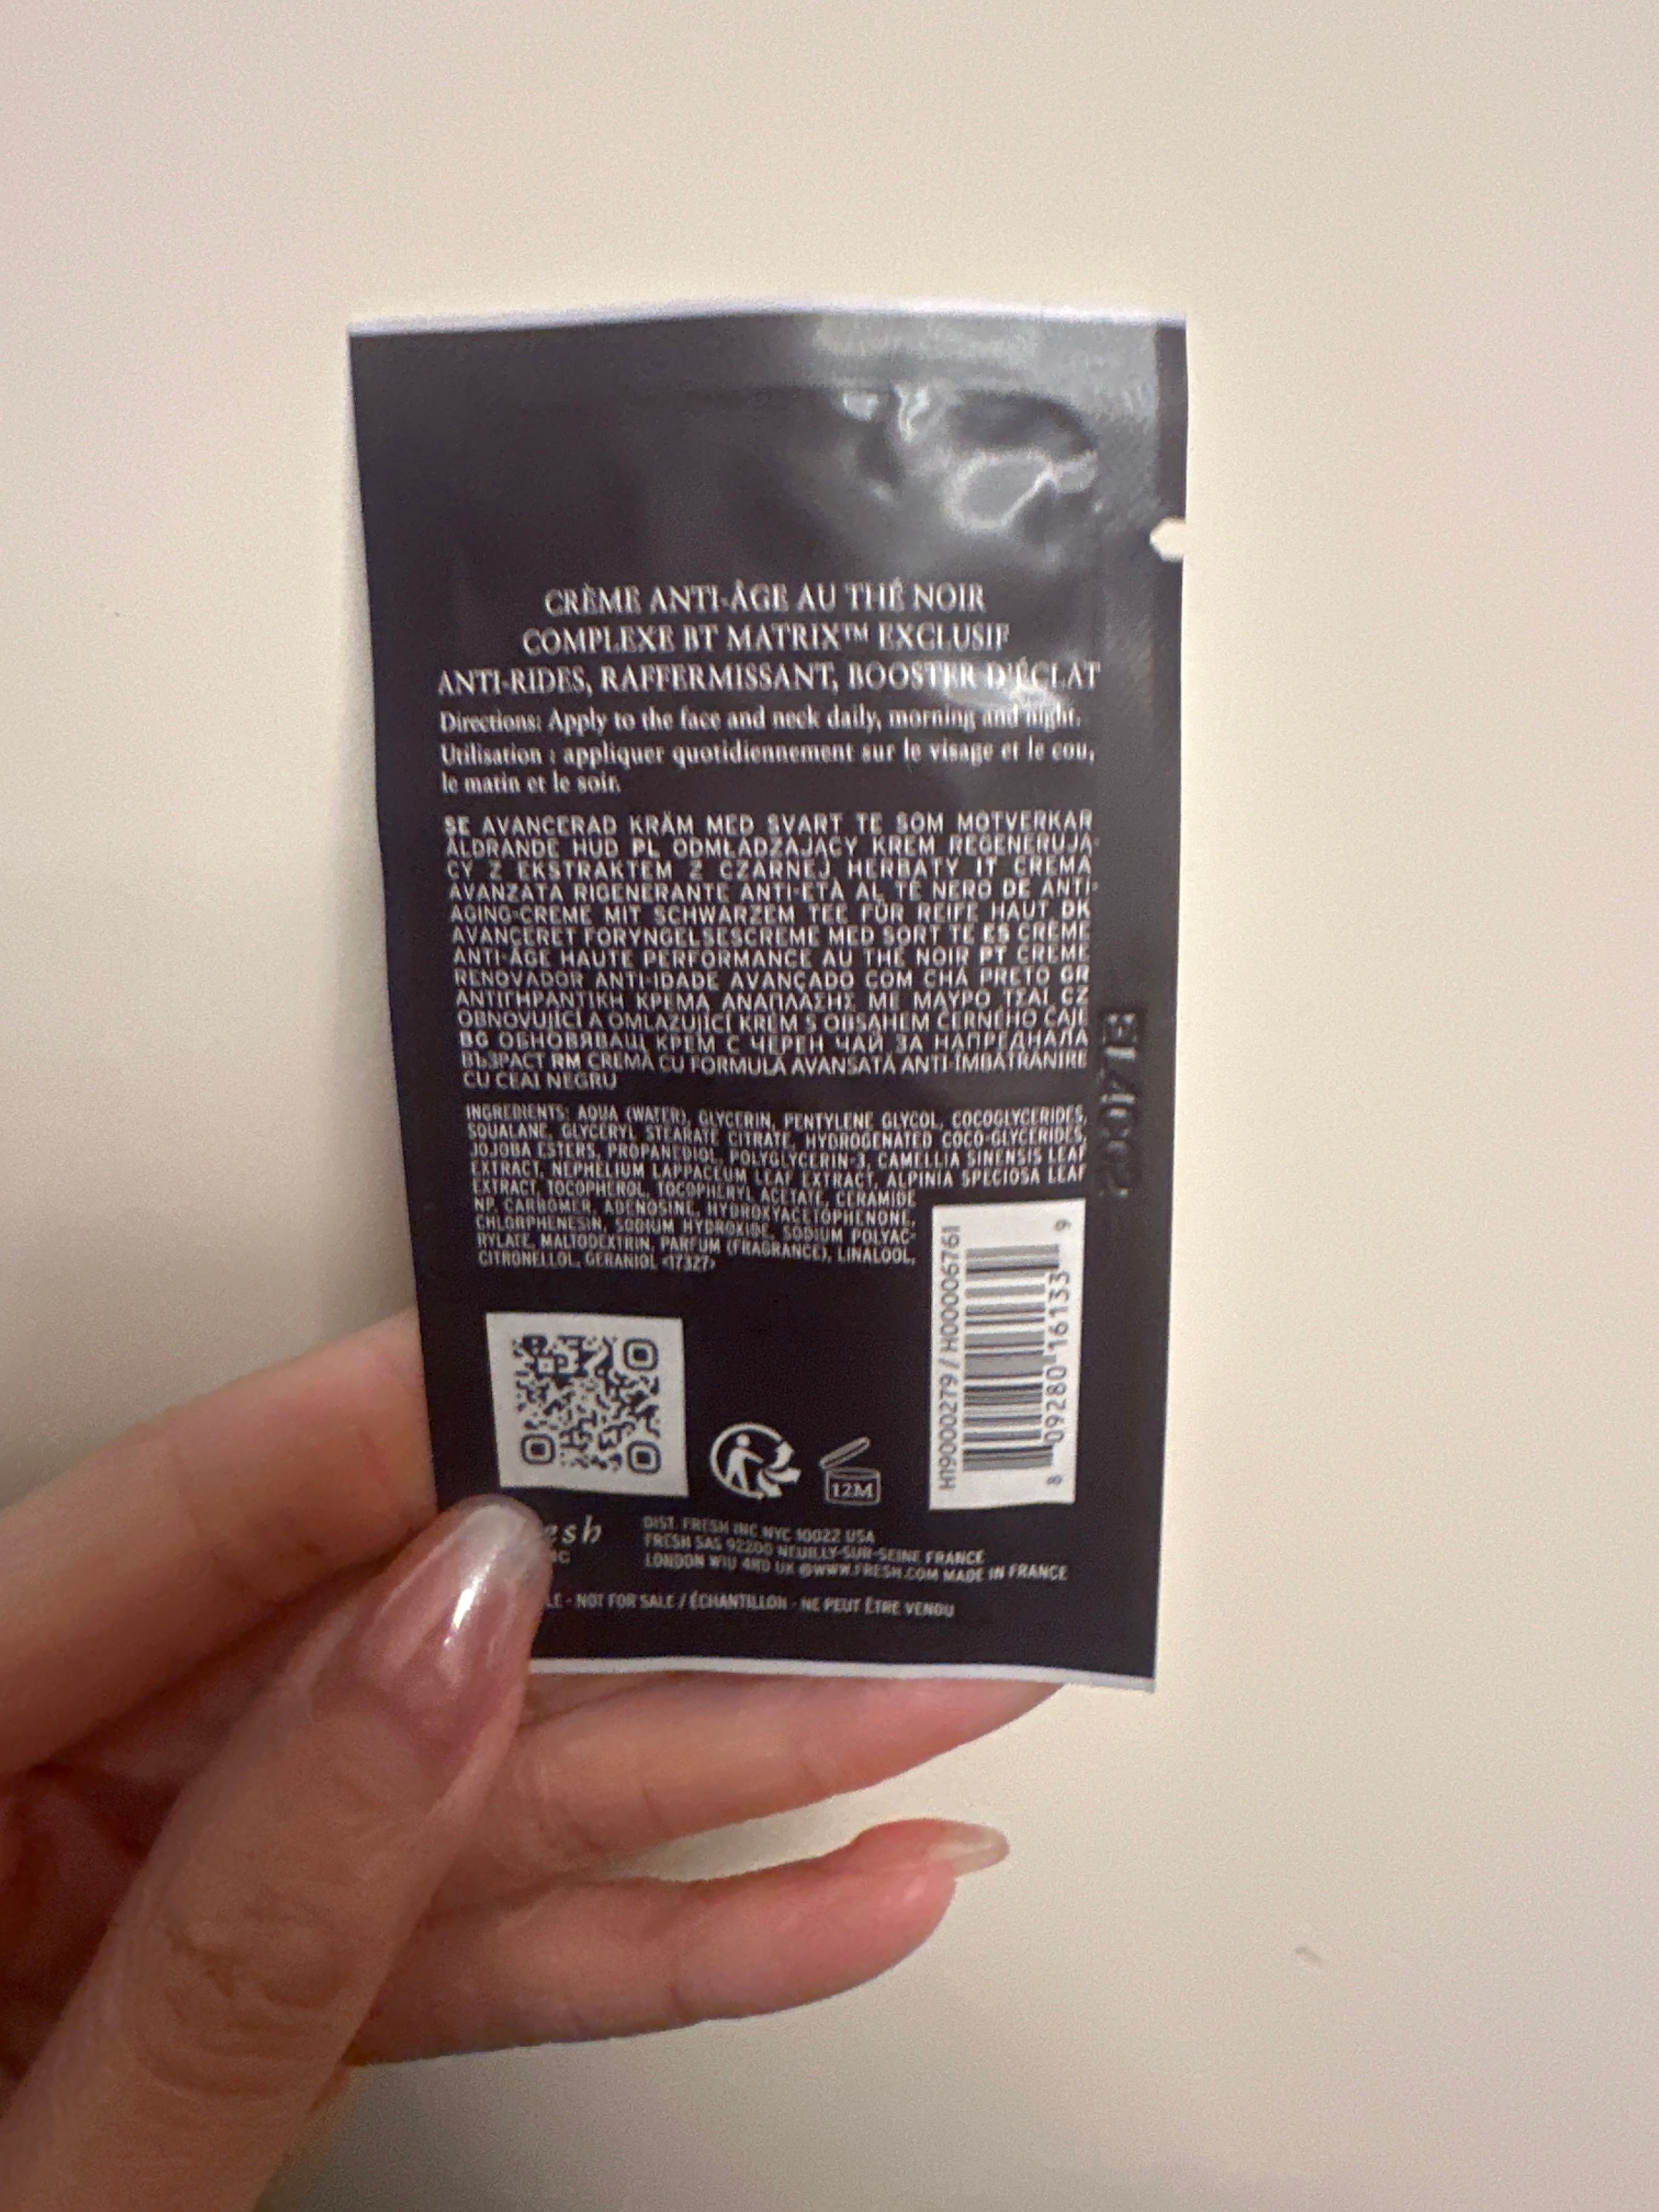 CRÈME ANTI-ÂGE AU THÉ NOIR
COMPLEXE BT MATRIX™ EXCLUSIF
ANTI-RIDES, RAFFERMISSANT, BOOSTER D'ÉCLAT
Directions: Apply to the face and neck daily, morning and night.
Utilisation : appliquer quotidiennement sur le visage et le cou,
le matin et le soir.
SE AVANCERAD KRÄM MED SVART TE SOM MOTVERKAR
ÅLDRANDE HUD PL ODMŁADZAJĄCY KREM REGENERUJĄ-
CY Z EKSTRAKTEM Z CZARNEJ HERBATY IT CREMA
AVANZATA RIGENERANTE ANTI-ETÀ AL TÈ NERO DE ANTI-
AGING-CREME MIT SCHWARZEM TEE FÜR REIFE HAUT DK
AVANCERET FORYNGELSESCREME MED SORT TE ES CRÈME
ANTI-ÂGE HAUTE PERFORMANCE AU THÉ NOIR PT CREME
RENOVADOR ANTI-IDADE AVANÇADO COM CHÁ PRETO GR
ΑΝΤΙΓΗΡΑΝΤΙΚΗ ΚΡΕΜΑ ΑΝΑΠΛΑΣΗΣ ΜΕ ΜΑΥΡΟ ΤΣΑΙ CZ
OBNOVUJÍCÍ A OMLAZUJÍCÍ KRÉM S OBSAHEM ČERNÉHO ČAJE
BG ОБНОВЯВАЩ КРЕМ С ЧЕРЕН ЧАЙ ЗА НАПРЕДНАЛА
ВЪЗРАСТ RM CREMĂ CU FORMULĂ AVANSATĂ ANTI-ÎMBĂTRÂNIRE
CU CEAI NEGRU
INGREDIENTS: AQUA (WATER), GLYCERIN, PENTYLENE GLYCOL, COCOGLYCERIDES,
SQUALANE, GLYCERYL STEARATE CITRATE, HYDROGENATED COCO-GLYCERIDES,
JOJOBA ESTERS, PROPANEDIOL, POLYGLYCERIN-3, CAMELLIA SINENSIS LEAF
EXTRACT, NEPHELIUM LAPPACEUM LEAF EXTRACT, ALPINIA SPECIOSA LEAF
EXTRACT, TOCOPHEROL, TOCOPHERYL ACETATE, CERAMIDE
NP, CARBOMER, ADENOSINE, HYDROXYACETOPHENONE,
CHLORPHENESIN, SODIUM HYDROXIDE, SODIUM POLYAC-
RYLATE, MALTODEXTRIN, PARFUM (FRAGRANCE), LINALOOL,
CITRONELLOL, GERANIOL <17327>
H19000279 / H00006761
8 09280 16133 9
12M
esh
DIST. FRESH INC NYC 10022 USA
FRESH SAS 92200 NEUILLY-SUR-SEINE FRANCE
LONDON W1U 4HD UK @WWW.FRESH.COM MADE IN FRANCE
LE - NOT FOR SALE / ÉCHANTILLON - NE PEUT ÊTRE VENDU